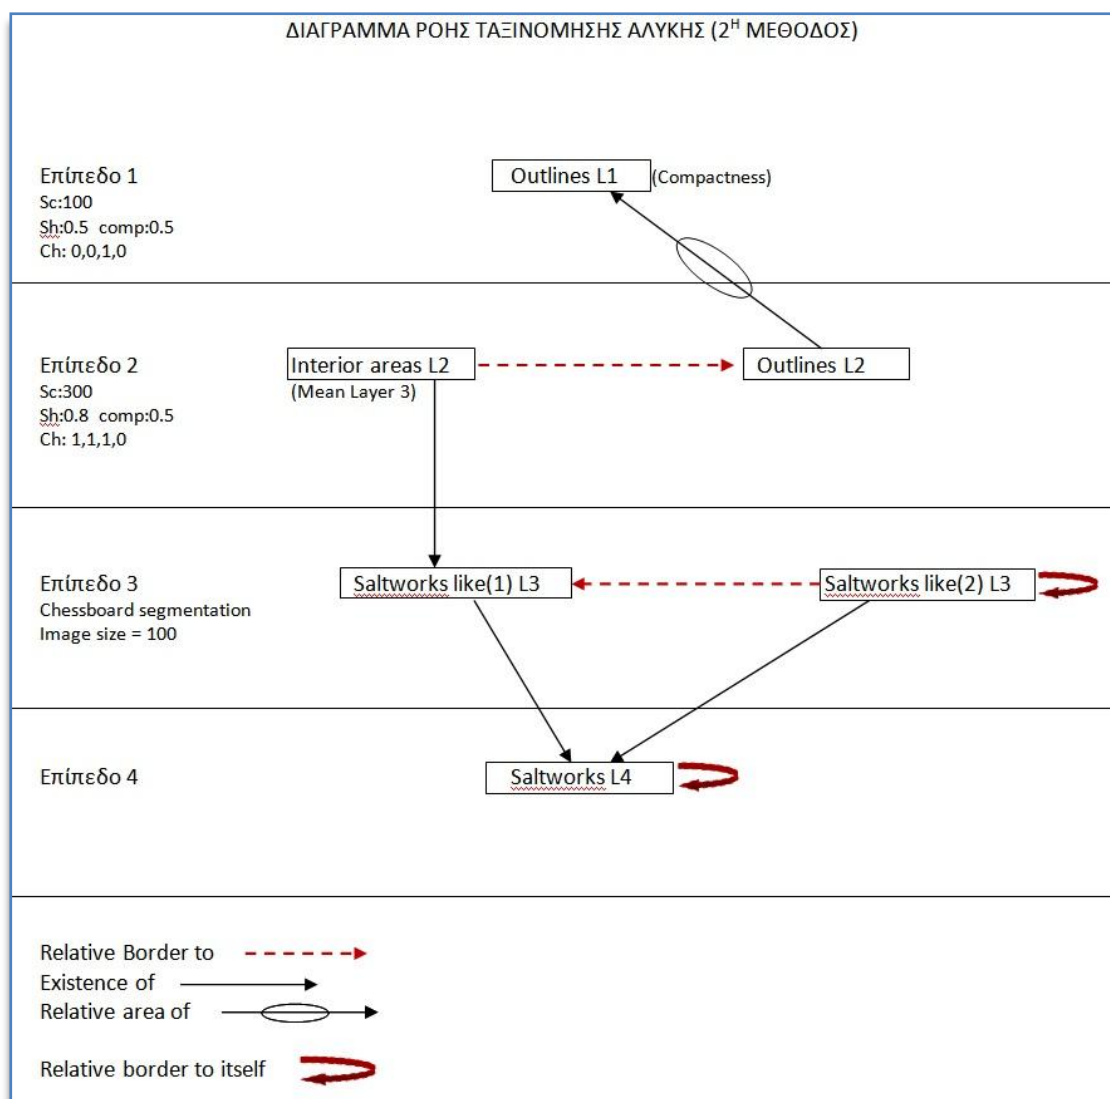 ΔΙΑΓΡΑΜΜΑ ΡΟΗΣ ΤΑΞΙΝΟΜΗΣΗΣ ΑΛΥΚΗΣ (2Η ΜΕΘΟΔΟΣ)
Επίπεδο 1
Sc:100
Sh:0.5 comp:0.5
Ch: 0,0,1,0
Outlines L1 (Compactness)
Επίπεδο 2
Sc:300
Sh:0.8 comp:0.5
Ch: 1,1,1,0
Interior areas L2
(Mean Layer 3)
Outlines L2
Επίπεδο 3
Chessboard segmentation
Image size = 100
Saltworks like(1) L3
Saltworks like(2) L3
Επίπεδο 4
Saltworks L4
Relative Border to
Existence of
Relative area of
Relative border to itself